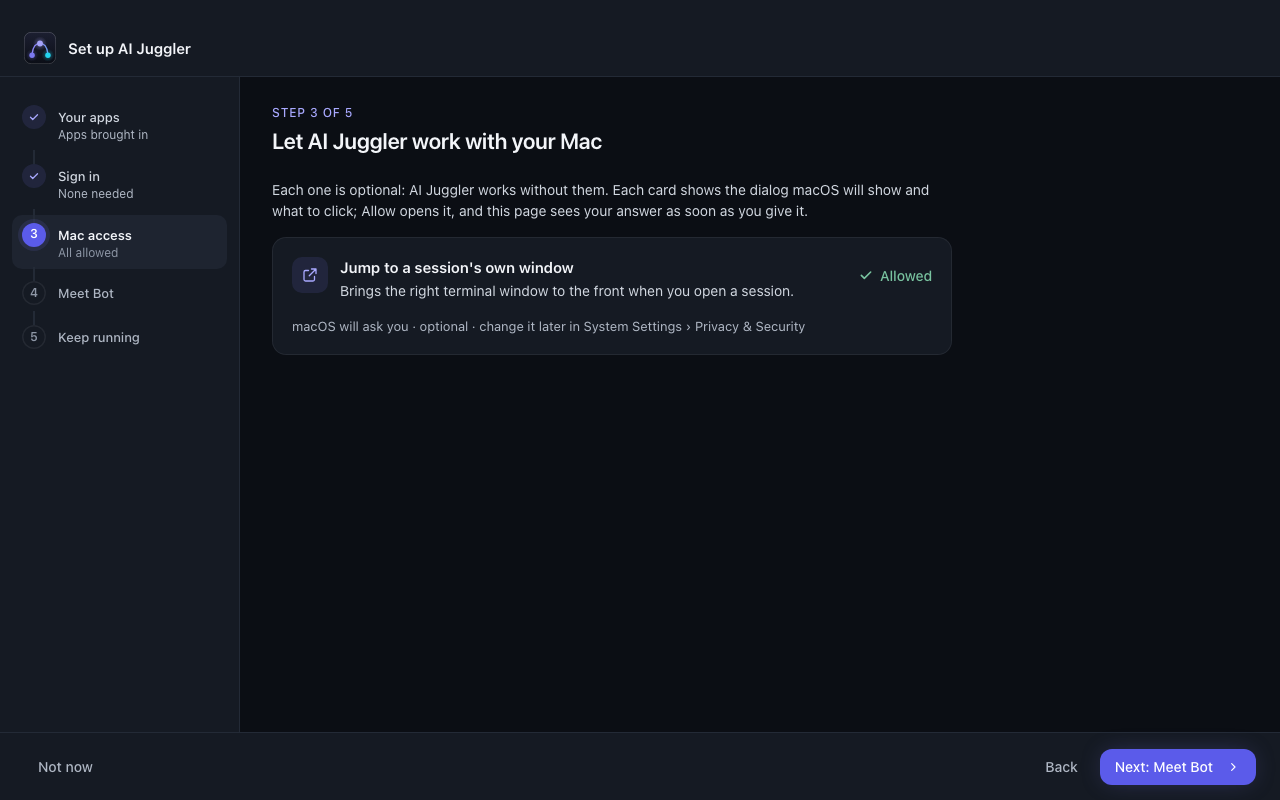 Set up AI Juggler
Your apps
Apps brought in
Sign in
None needed
3
Mac access
All allowed
4
Meet Bot
5
Keep running
STEP 3 OF 5
Let AI Juggler work with your Mac
Each one is optional: AI Juggler works without them. Each card shows the dialog macOS will show and
what to click; Allow opens it, and this page sees your answer as soon as you give it.
Jump to a session's own window
Brings the right terminal window to the front when you open a session.
Allowed
macOS will ask you · optional · change it later in System Settings › Privacy & Security
Not now
Back
Next: Meet Bot